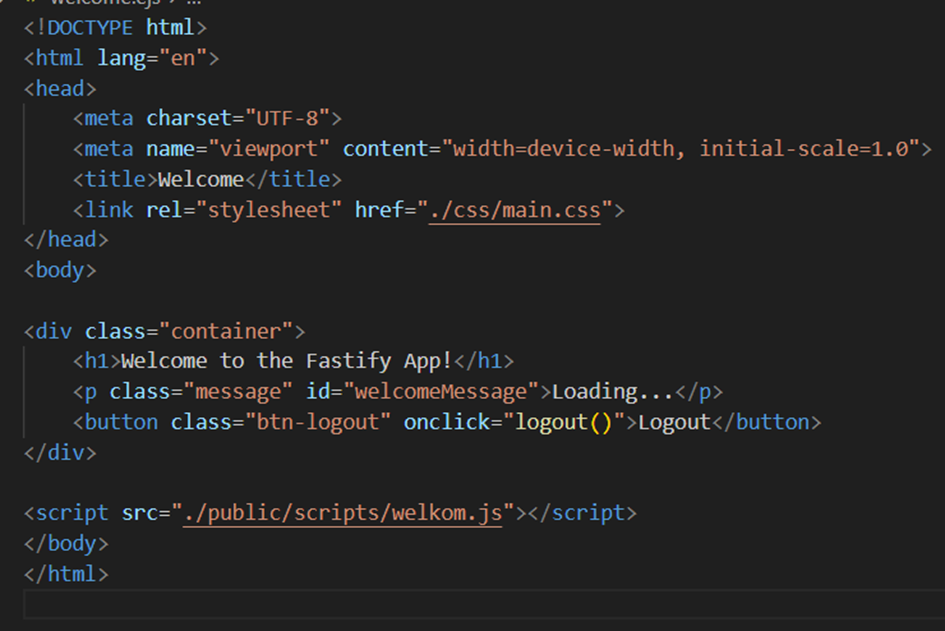 welcome.ejs > ...
<!DOCTYPE html>
<html lang="en">
<head>
    <meta charset="UTF-8">
    <meta name="viewport" content="width=device-width, initial-scale=1.0">
    <title>Welcome</title>
    <link rel="stylesheet" href="./css/main.css">
</head>
<body>

<div class="container">
    <h1>Welcome to the Fastify App!</h1>
    <p class="message" id="welcomeMessage">Loading...</p>
    <button class="btn-logout" onclick="logout()">Logout</button>
</div>

<script src="./public/scripts/welkom.js"></script>
</body>
</html>